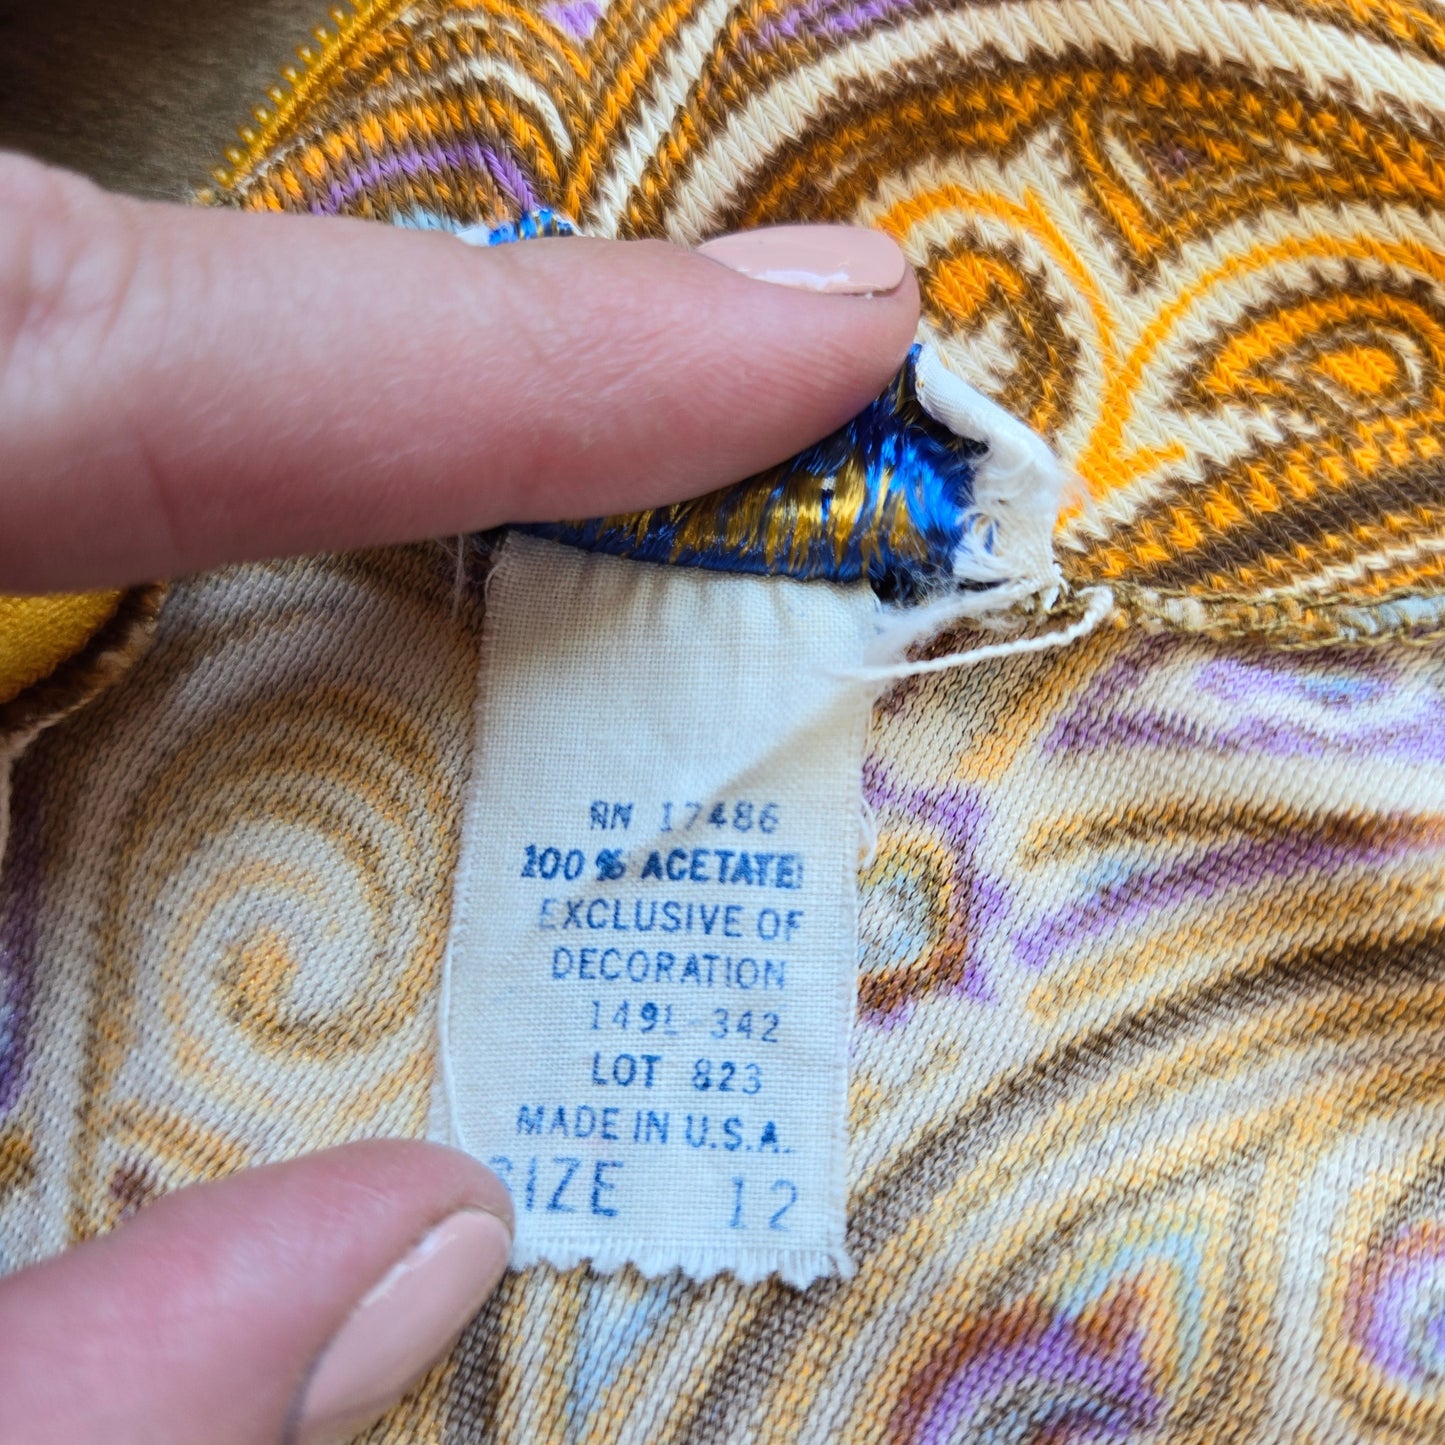 RN 17486
100% ACETATE
EXCLUSIVE OF
DECORATION
149L 342
LOT 823
MADE IN U.S.A.
SIZE 12